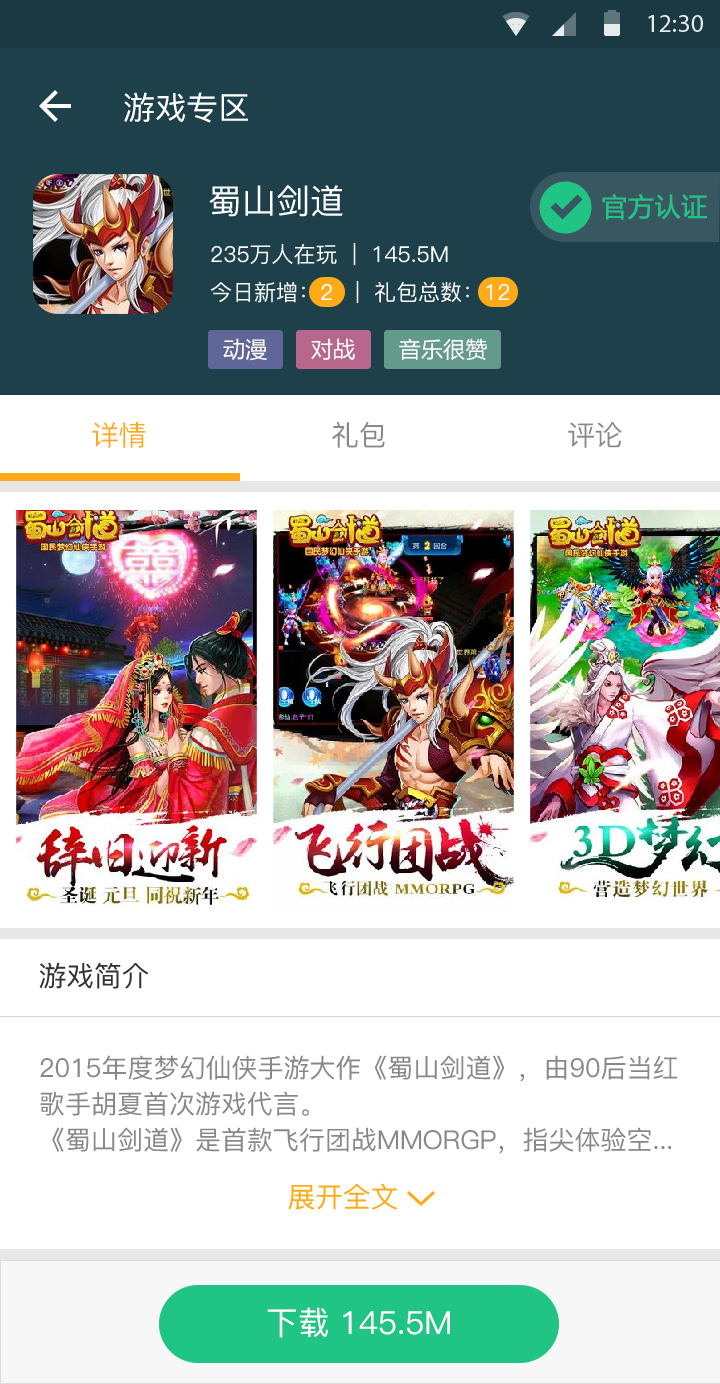 12:30
游戏专区
蜀山剑道
官方认证
235万人在玩 | 145.5M
今日新增: 2 | 礼包总数: 12
动漫 对战 音乐很赞
详情 礼包 评论
蜀山剑道
国民梦幻仙侠手游
囍
辞旧迎新
圣诞 元旦 同祝新年
蜀山剑道
国民梦幻仙侠手游
第2回合
飞行团战
飞行团战 MMORPG
蜀山剑道
国民梦幻仙侠手游
3D梦幻
营造梦幻世界
游戏简介
2015年度梦幻仙侠手游大作《蜀山剑道》，由90后当红
歌手胡夏首次游戏代言。
《蜀山剑道》是首款飞行团战MMORGP，指尖体验空...
展开全文
下载 145.5M